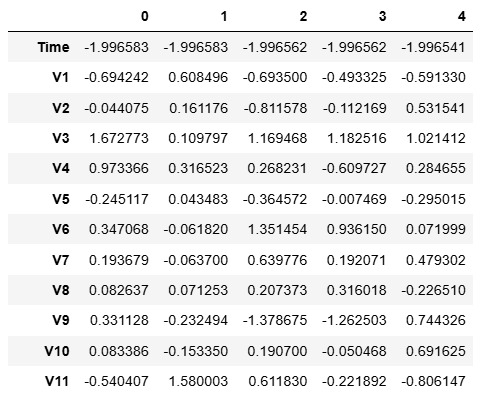 0 1 2 3 4
Time -1.996583 -1.996583 -1.996562 -1.996562 -1.996541
V1 -0.694242 0.608496 -0.693500 -0.493325 -0.591330
V2 -0.044075 0.161176 -0.811578 -0.112169 0.531541
V3 1.672773 0.109797 1.169468 1.182516 1.021412
V4 0.973366 0.316523 0.268231 -0.609727 0.284655
V5 -0.245117 0.043483 -0.364572 -0.007469 -0.295015
V6 0.347068 -0.061820 1.351454 0.936150 0.071999
V7 0.193679 -0.063700 0.639776 0.192071 0.479302
V8 0.082637 0.071253 0.207373 0.316018 -0.226510
V9 0.331128 -0.232494 -1.378675 -1.262503 0.744326
V10 0.083386 -0.153350 0.190700 -0.050468 0.691625
V11 -0.540407 1.580003 0.611830 -0.221892 -0.806147